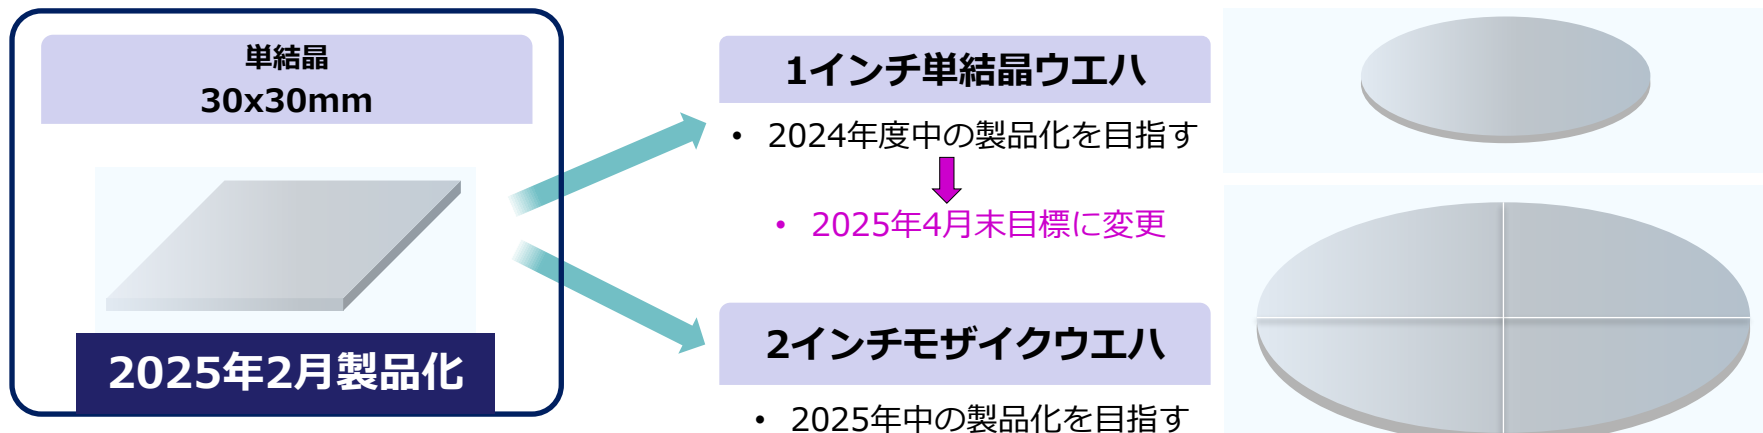 単結晶
30x30mm
2025年2月製品化
1インチ単結晶ウエハ
• 2024年度中の製品化を目指す
• 2025年4月末目標に変更
2インチモザイクウエハ
• 2025年中の製品化を目指す